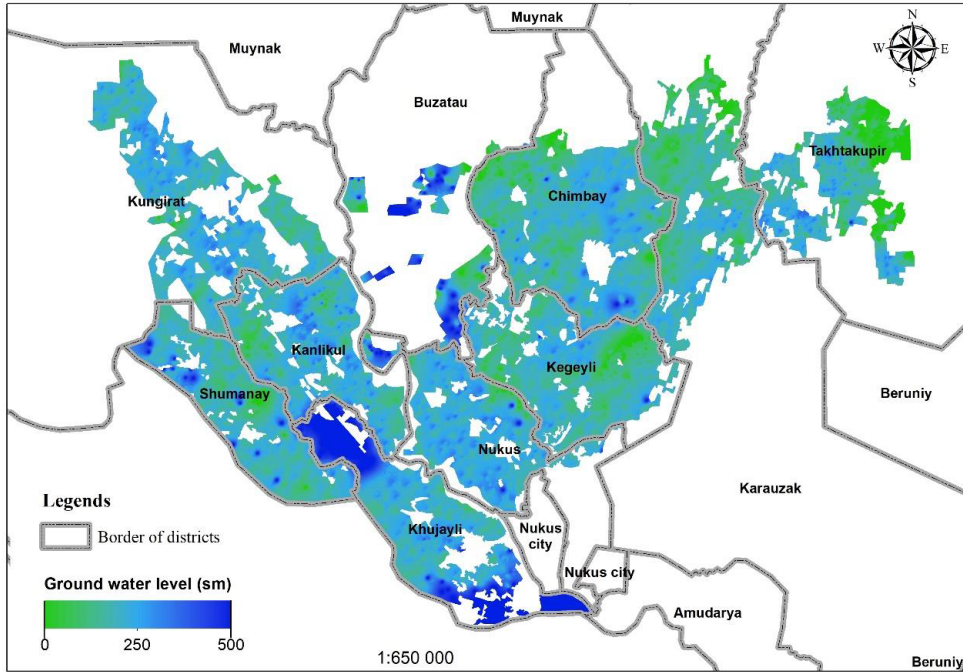 Muynak
Muynak
N
W E
S
Buzatau
Takhtakupir
Chimbay
Kungirat
Kanlikul
Kegeyli
Beruniy
Shumanay
Nukus
Karauzak
Legends
Border of districts
Khujayli
Nukus
city
Nukus city
Ground water level (sm)
Amudarya
0 250 500
1:650 000
Beruniy